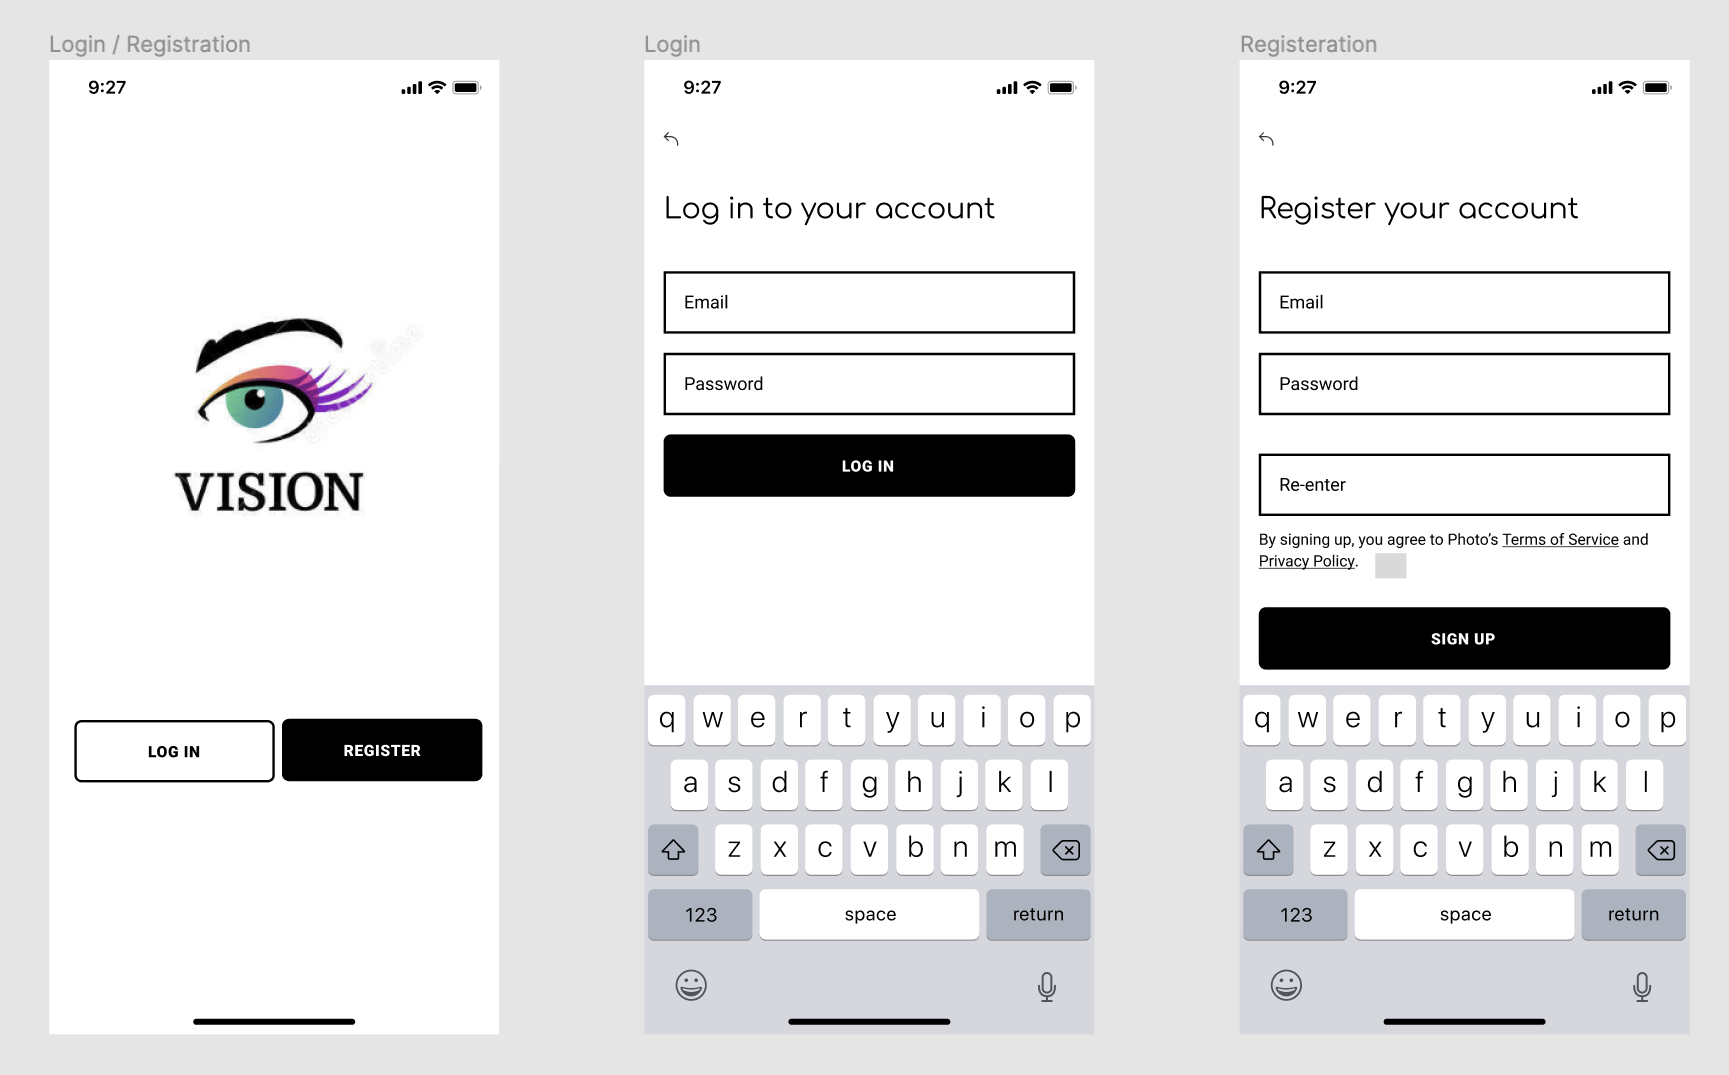 Login / Registration
9:27
VISION
LOG IN
REGISTER
Login
9:27
Log in to your account
Email
Password
LOG IN
q w e r t y u i o p
a s d f g h j k l
z x c v b n m
123 space return
Registeration
9:27
Register your account
Email
Password
Re-enter
By signing up, you agree to Photo's Terms of Service and
Privacy Policy.
SIGN UP
q w e r t y u i o p
a s d f g h j k l
z x c v b n m
123 space return